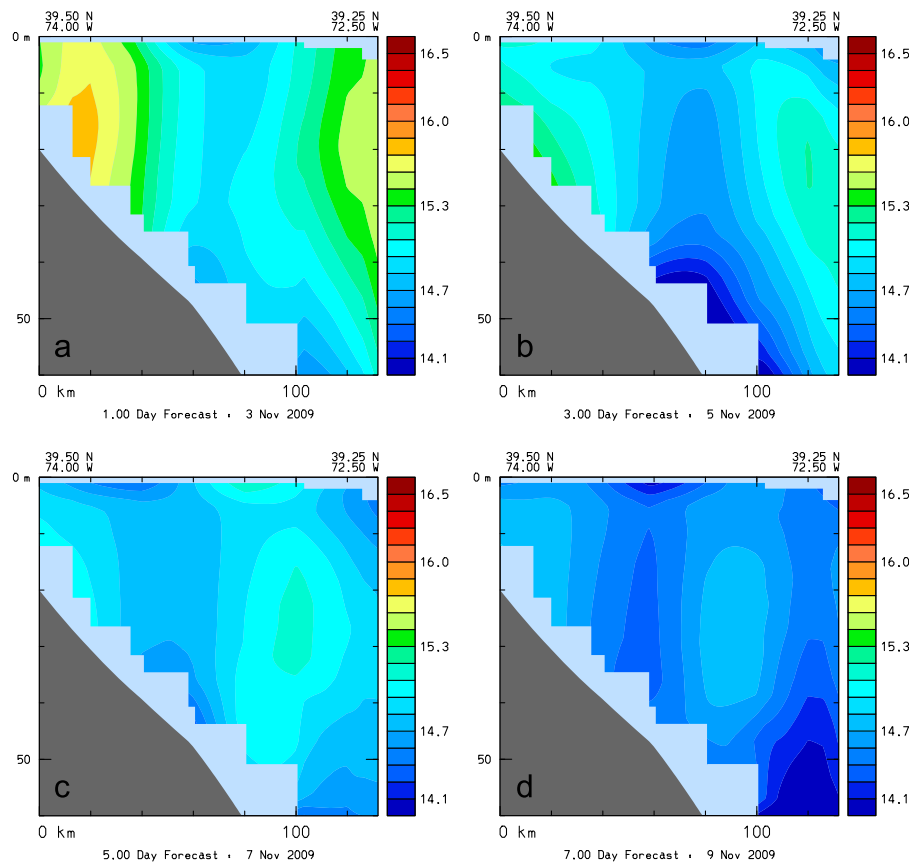 39.50 N 39.25 N
74.00 W 72.50 W
39.50 N 39.25 N
74.00 W 72.50 W
0 m
50
16.5
16.0
15.3
14.7
14.1
a
0 km 100
1.00 Day Forecast : 3 Nov 2009
0 m
50
16.5
16.0
15.3
14.7
14.1
b
0 km 100
3.00 Day Forecast : 5 Nov 2009
39.50 N 39.25 N
74.00 W 72.50 W
39.50 N 39.25 N
74.00 W 72.50 W
0 m
50
16.5
16.0
15.3
14.7
14.1
c
0 km 100
5.00 Day Forecast : 7 Nov 2009
0 m
50
16.5
16.0
15.3
14.7
14.1
d
0 km 100
7.00 Day Forecast : 9 Nov 2009